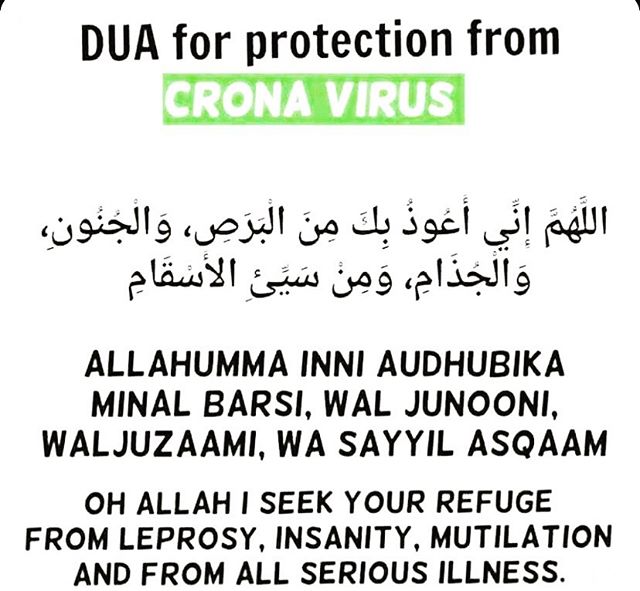 DUA for protection from
CRONA VIRUS
اللَّهُمَّ إِنِّي أَعُوذُ بِكَ مِنَ الْبَرَصِ، وَالْجُنُونِ،
وَالْجُذَامِ، وَمِنْ سَيِّئِ الأَسْقَامِ
ALLAHUMMA INNI AUDHUBIKA
MINAL BARSI, WAL JUNOONI,
WALJUZAAMI, WA SAYYIL ASQAAM
OH ALLAH I SEEK YOUR REFUGE
FROM LEPROSY, INSANITY, MUTILATION
AND FROM ALL SERIOUS ILLNESS.